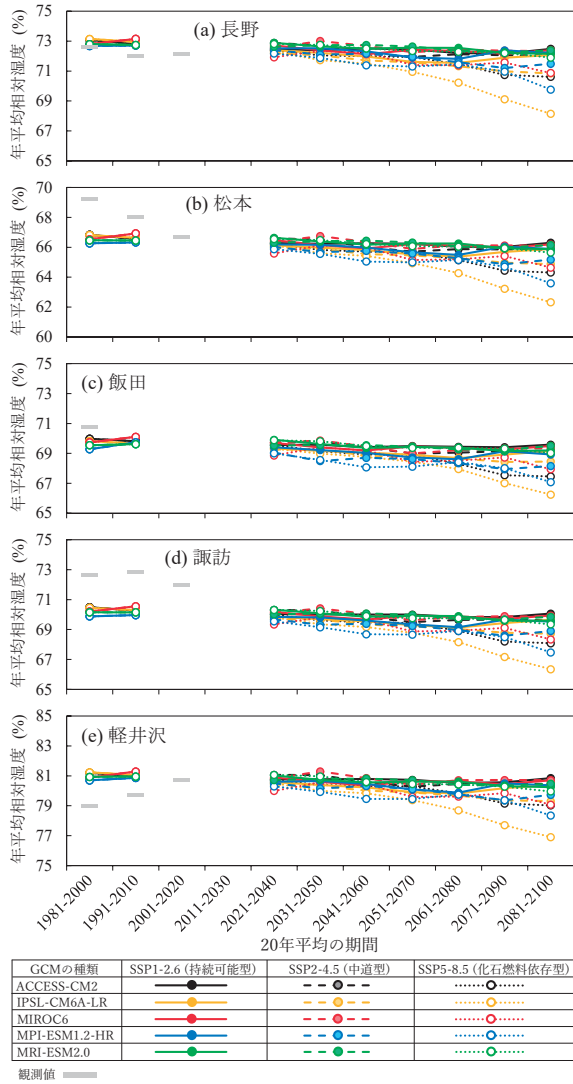 (a) 長野
年平均相対湿度 (%)
75
73
71
69
67
65
(b) 松本
年平均相対湿度 (%)
70
68
66
64
62
60
(c) 飯田
年平均相対湿度 (%)
75
73
71
69
67
65
(d) 諏訪
年平均相対湿度 (%)
75
73
71
69
67
65
(e) 軽井沢
年平均相対湿度 (%)
85
83
81
79
77
75
1981-2000
1991-2010
2001-2020
2011-2030
2021-2040
2031-2050
2041-2060
2051-2070
2061-2080
2071-2090
2081-2100
20年平均の期間
GCMの種類 SSP1-2.6 (持続可能型) SSP2-4.5 (中道型) SSP5-8.5 (化石燃料依存型)
ACCESS-CM2
IPSL-CM6A-LR
MIROC6
MPI-ESM1.2-HR
MRI-ESM2.0
観測値